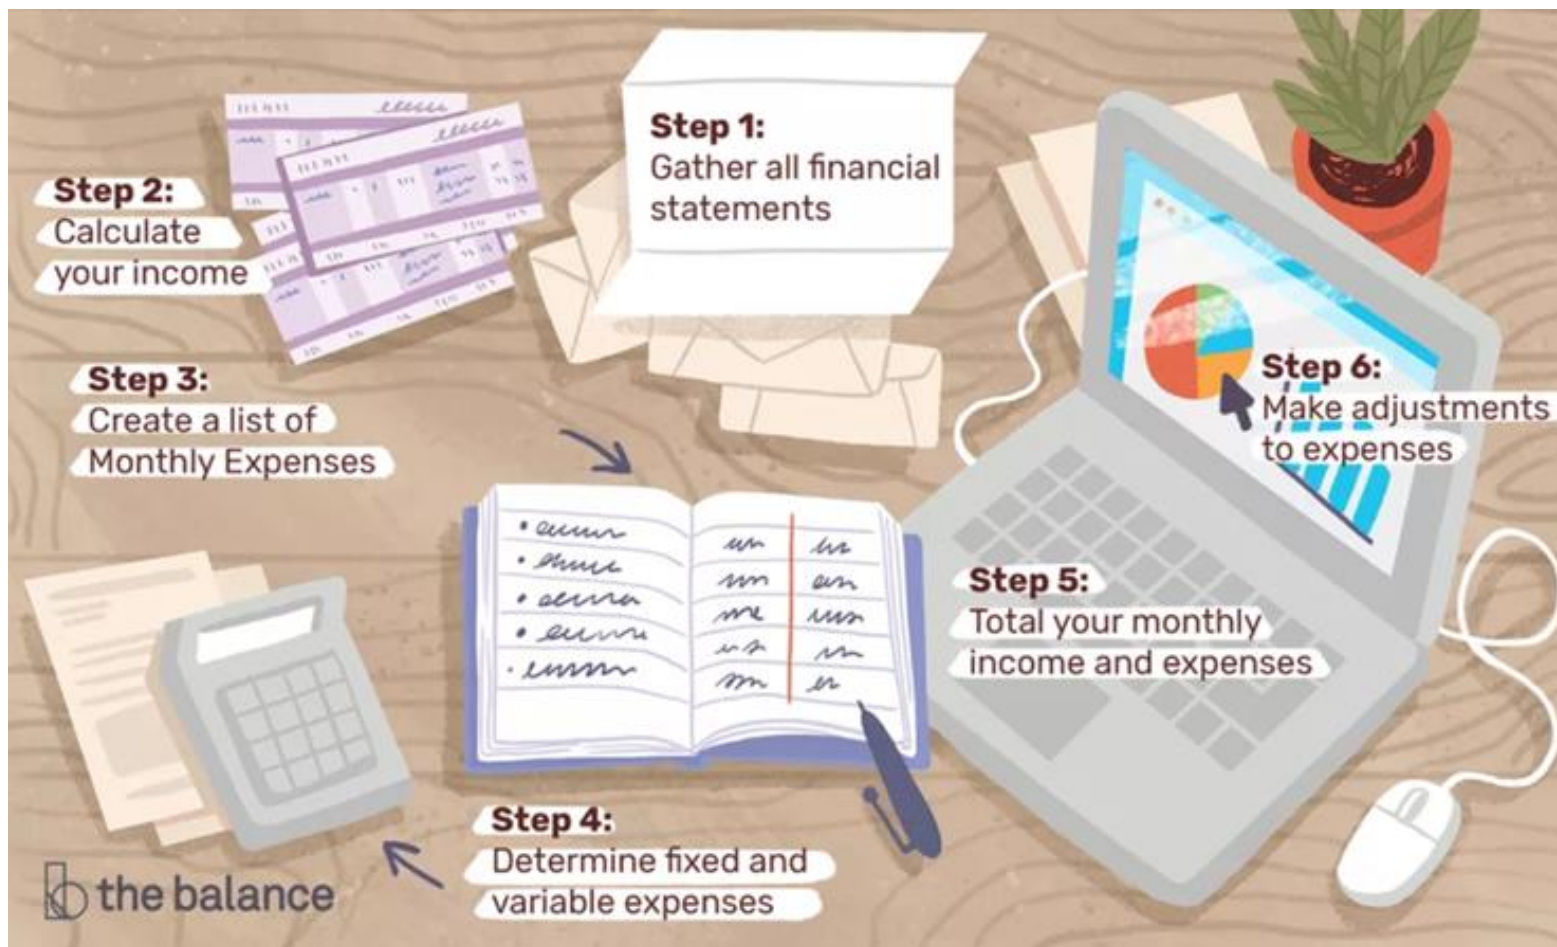 Step 1:
Gather all financial
statements
Step 2:
Calculate
your income
Step 3:
Create a list of
Monthly Expenses
Step 4:
Determine fixed and
variable expenses
Step 5:
Total your monthly
income and expenses
Step 6:
Make adjustments
to expenses
the balance